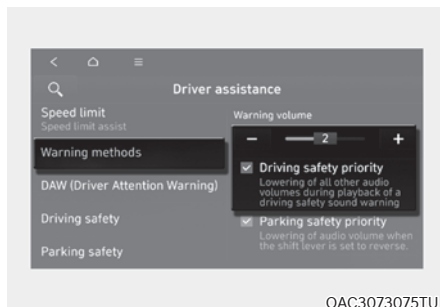 Driver assistance
Speed limit
Speed limit assist
Warning methods
DAW (Driver Attention Warning)
Driving safety
Parking safety
Warning volume
− 2 +
Driving safety priority
Lowering of all other audio
volumes during playback of a
driving safety sound warning
Parking safety priority
Lowering of audio volume when
the shift lever is set to reverse.
OAC3073075TU